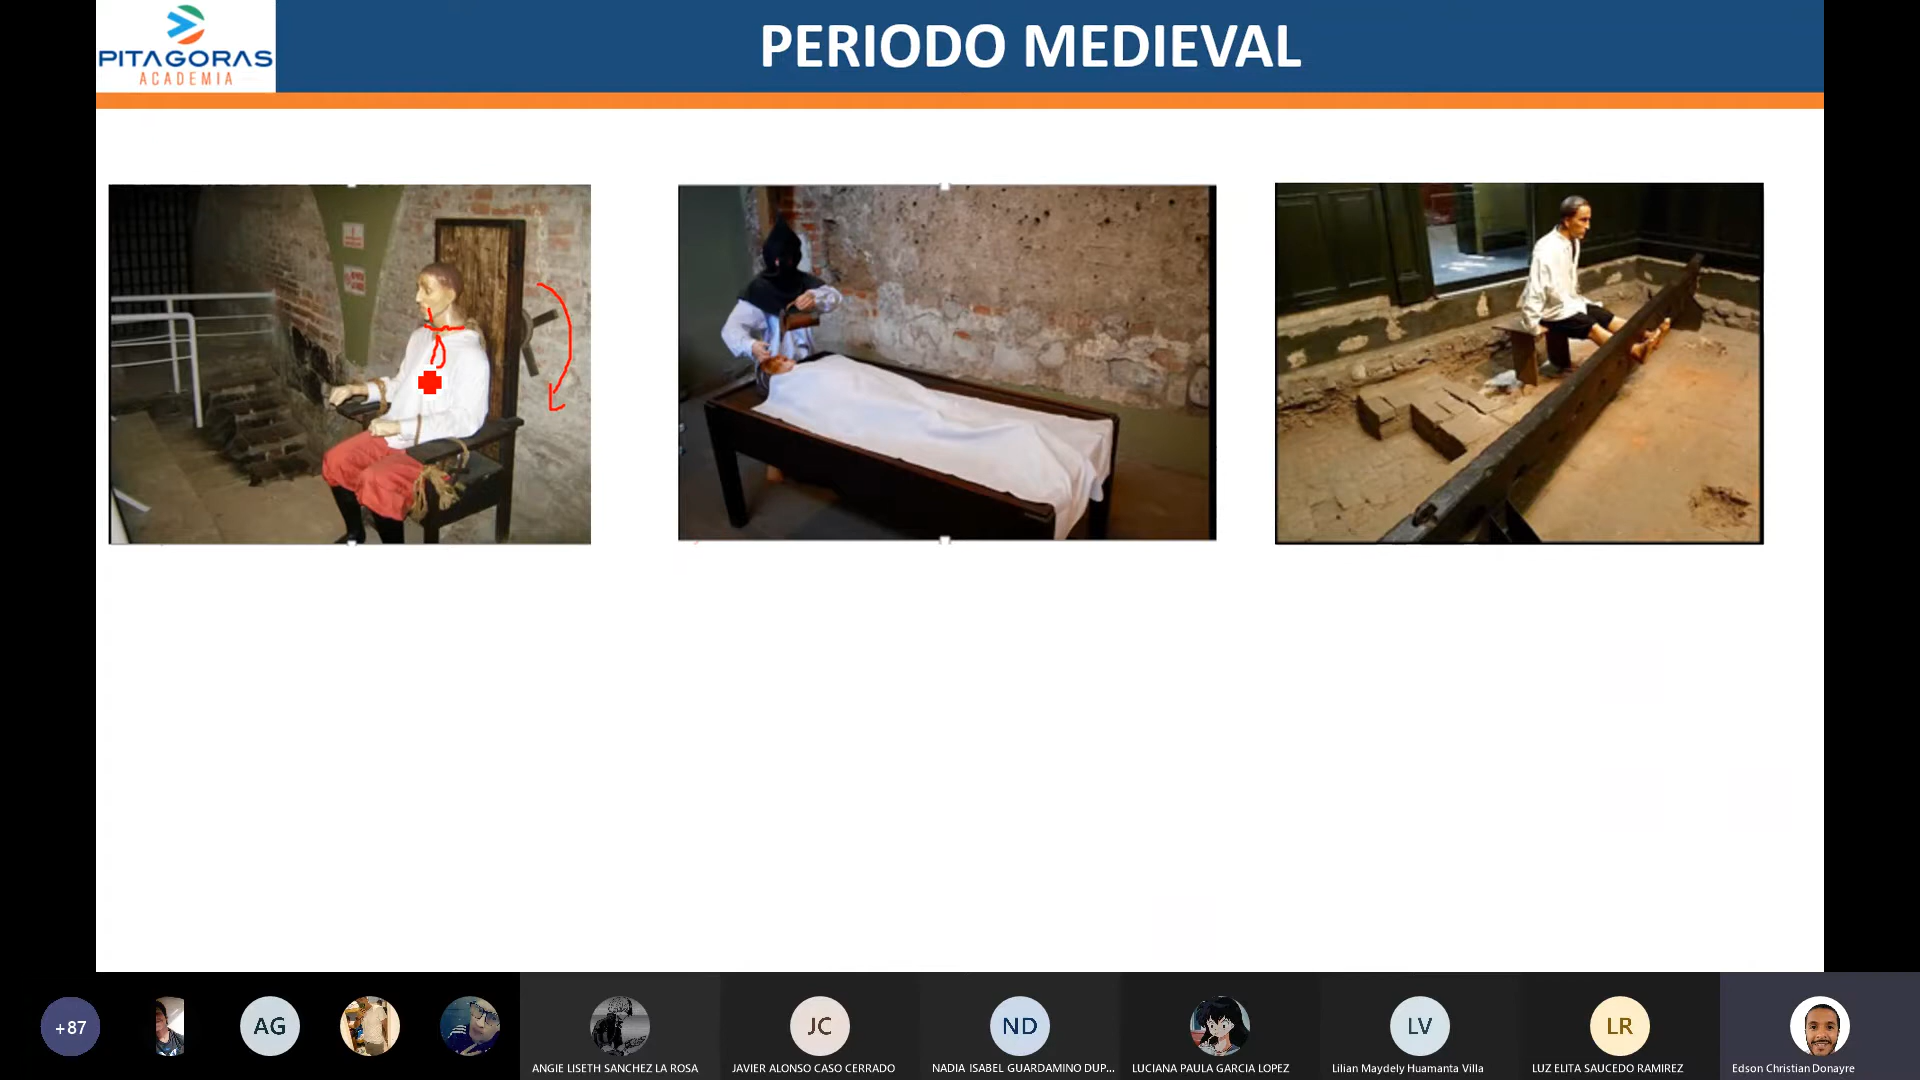 PITAGORAS
ACADEMIA
PERIODO MEDIEVAL
+87
AG
JC
ND
LV
LR
ANGIE LISETH SANCHEZ LA ROSA
JAVIER ALONSO CASO CERRADO
NADIA ISABEL GUARDAMINO DUP...
LUCIANA PAULA GARCIA LOPEZ
Lilian Maydely Huamanta Villa
LUZ ELITA SAUCEDO RAMIREZ
Edson Christian Donayre